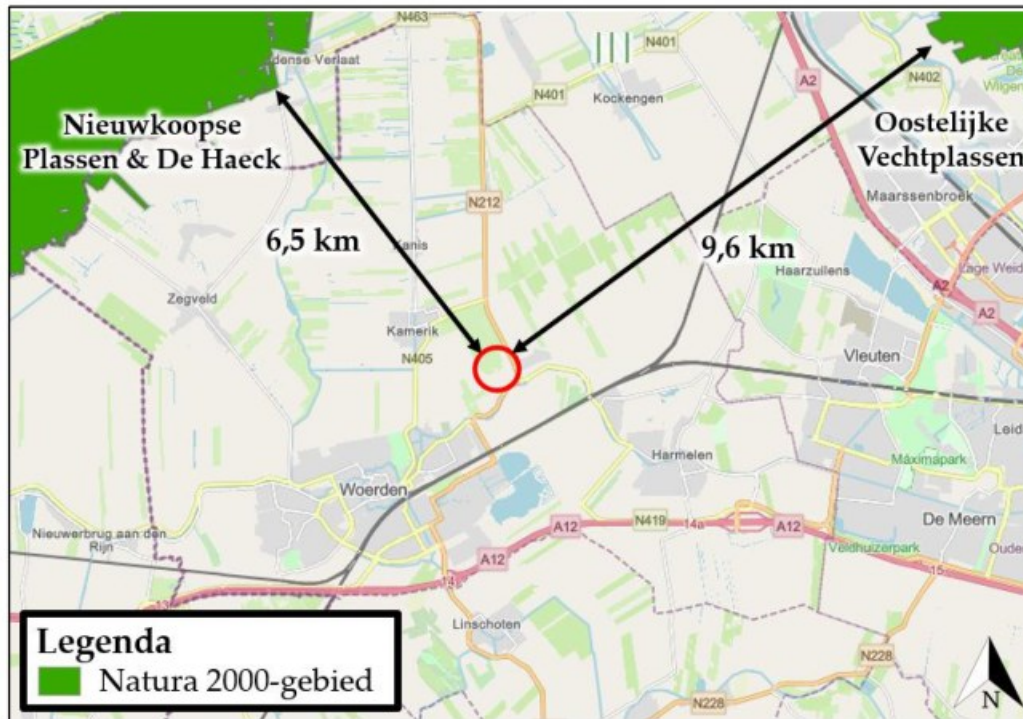 N463
dense Verlaat
N401
N401
Kockengen
A2
N402
Wilgen
Nieuwkoopse
Plassen & De Haeck
Oostelijke
Vechtplassen
Maarssenbroek
N212
6,5 km
9,6 km
Kanis
Haarzuilens
A2
Lage Weid
A2
Zegveld
Kamerik
N405
Vleuten
Leid
Harmelen
Máximapark
Woerden
De Meern
Nieuwerbrug aan den
Rijn
A12
N419
14a
A12
Veldhuizerpark
Oude
A12
14
15
13
Linschoten
N228
N228
Legenda
Natura 2000-gebied
N